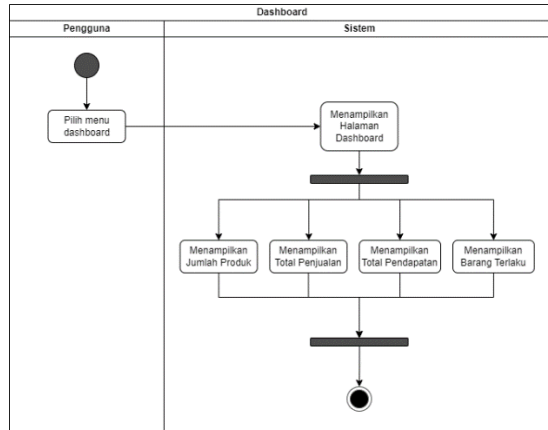 Dashboard
Pengguna
Sistem
Pilih menu
dashboard
Menampilkan
Halaman
Dashboard
Menampilkan
Jumlah Produk
Menampilkan
Total Penjualan
Menampilkan
Total Pendapatan
Menampilkan
Barang Terlaku